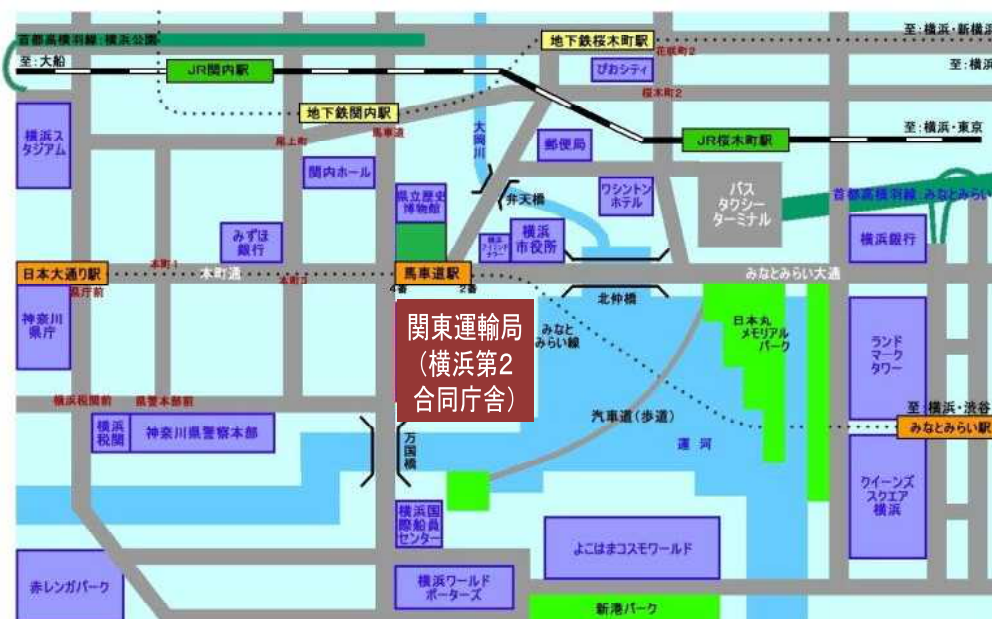 首都高横羽線:横浜公園
至:大船
JR関内駅
地下鉄桜木町駅
花咲町2
至:横浜・新横浜
ぴおシティ
至:横浜
桜木町2
地下鉄関内駅
馬車道
尾上町
大岡川
郵便局
JR桜木町駅
至:横浜・東京
横浜ス
タジアム
関内ホール
県立歴史
博物館
弁天橋
ワシントン
ホテル
バス
タクシー
ターミナル
首都高横羽線:みなとみらい
みずほ
銀行
横浜
市役所
横浜銀行
日本大通り駅
本町1
本町通
本町3
馬車道駅
みなとみらい大通
県庁前
4番
2番
北仲橋
神奈川
県庁
関東運輸局
(横浜第2
合同庁舎)
みなと
みらい線
日本丸
メモリアル
パーク
ランド
マーク
タワー
横浜税関前
県警本部前
汽車道(歩道)
至:横浜・渋谷
みなとみらい駅
横浜
税関
神奈川県警察本部
万国橋
運河
クイーンズ
スクエア
横浜
横浜国
際船員
センター
よこはまコスモワールド
赤レンガパーク
横浜ワールド
ポーターズ
新港パーク